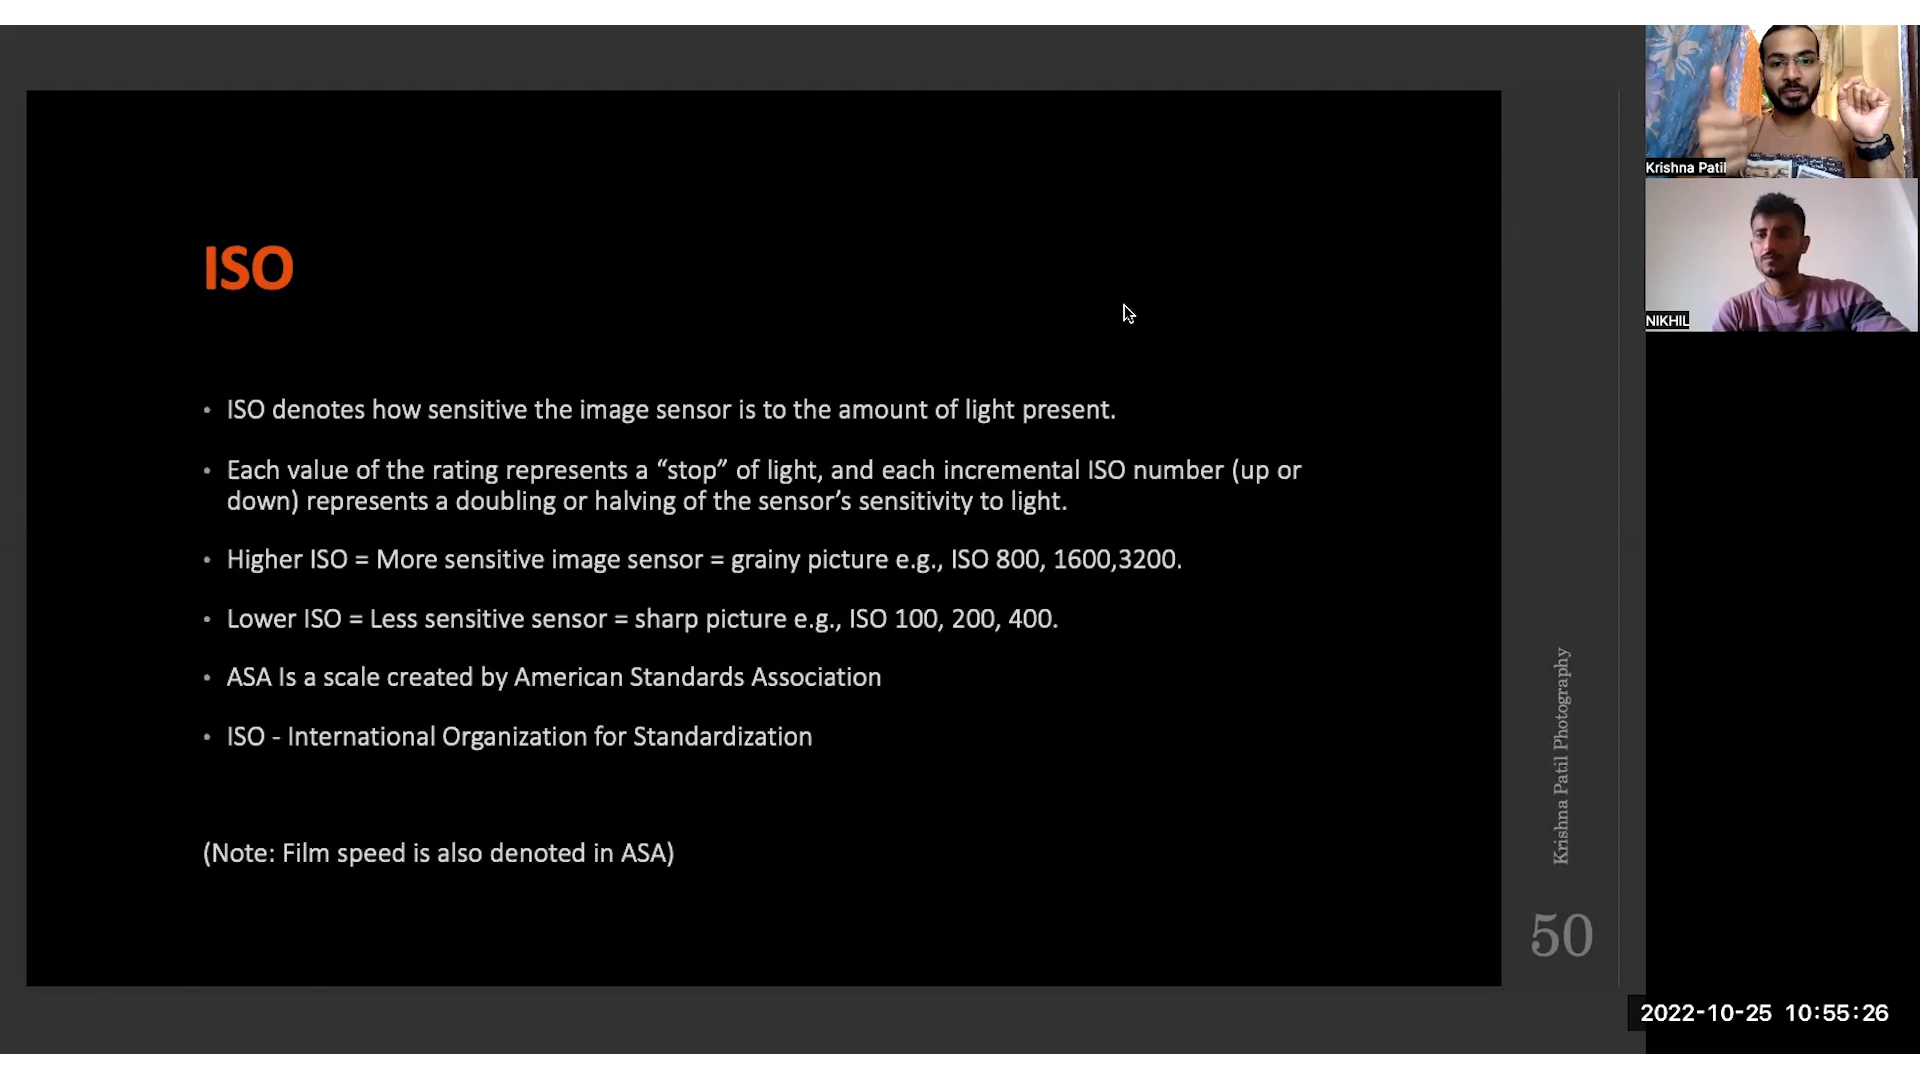 ISO
• ISO denotes how sensitive the image sensor is to the amount of light present.
• Each value of the rating represents a “stop” of light, and each incremental ISO number (up or
down) represents a doubling or halving of the sensor’s sensitivity to light.
• Higher ISO = More sensitive image sensor = grainy picture e.g., ISO 800, 1600,3200.
• Lower ISO = Less sensitive sensor = sharp picture e.g., ISO 100, 200, 400.
• ASA Is a scale created by American Standards Association
• ISO - International Organization for Standardization
(Note: Film speed is also denoted in ASA)
Krishna Patil Photography
50
Krishna Patil
NIKHIL
2022-10-25 10:55:26